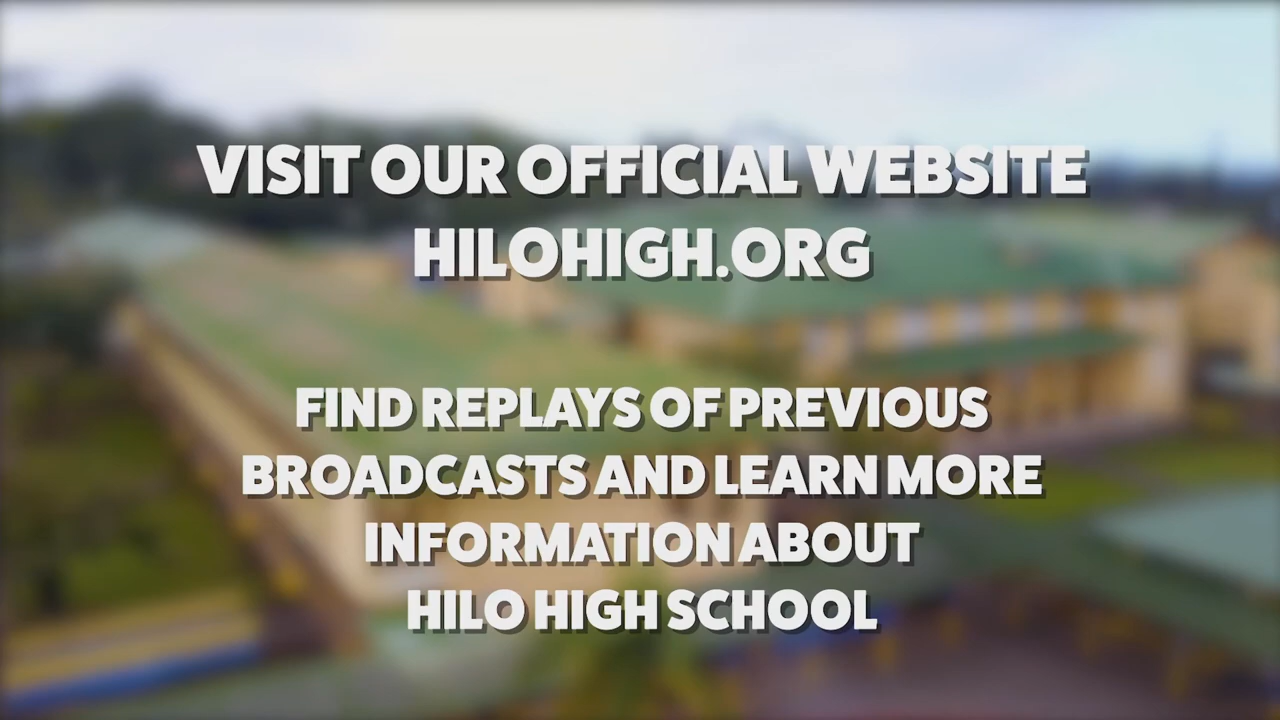 VISIT OUR OFFICIAL WEBSITE
HILOHIGH.ORG
FIND REPLAYS OF PREVIOUS
BROADCASTS AND LEARN MORE
INFORMATION ABOUT
HILO HIGH SCHOOL